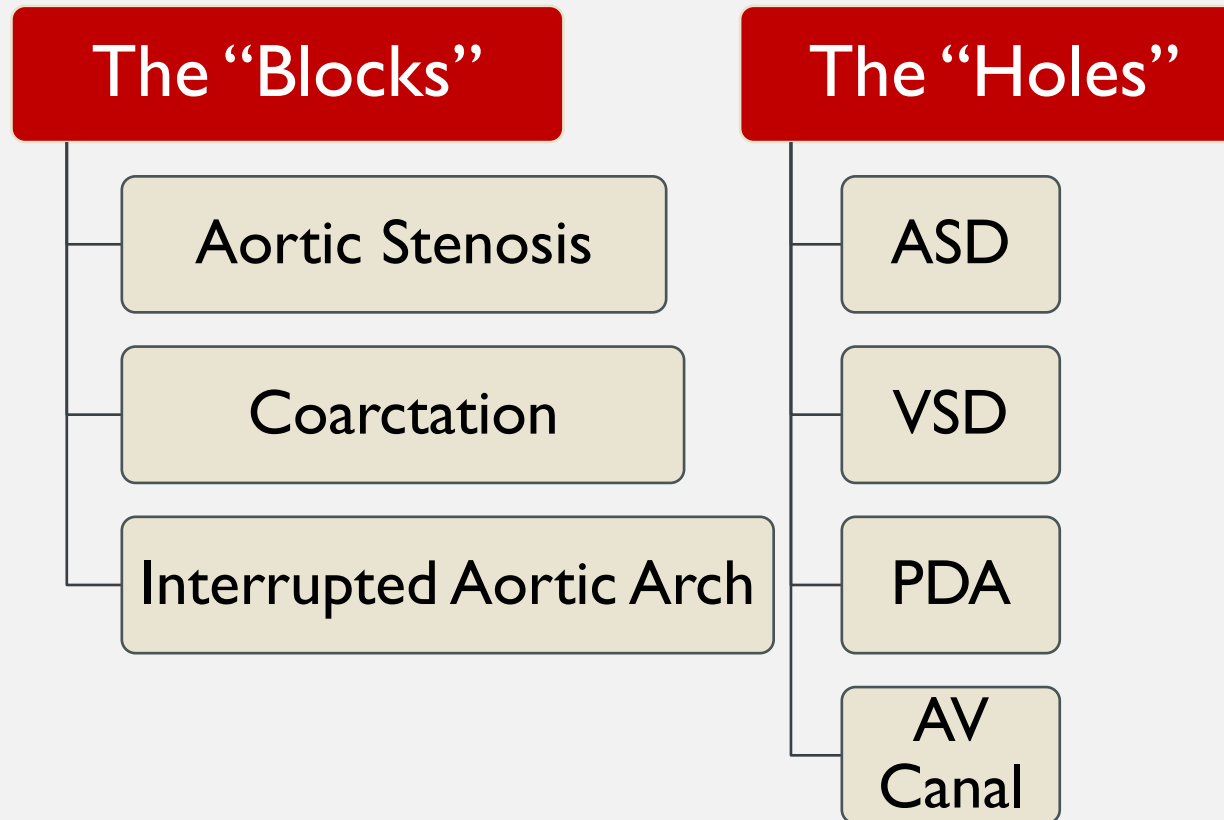 The “Blocks”
Aortic Stenosis
Coarctation
Interrupted Aortic Arch
The “Holes”
ASD
VSD
PDA
AV
Canal